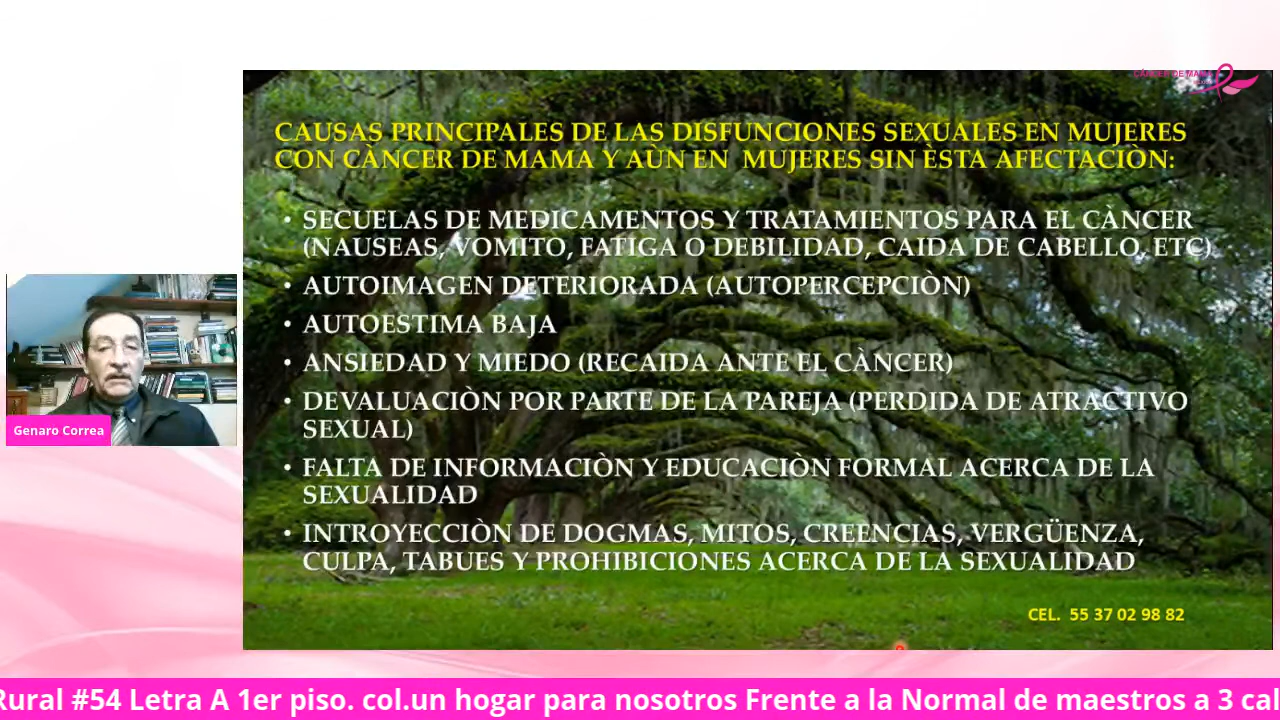 CÁNCER DE MAMA
CAUSAS PRINCIPALES DE LAS DISFUNCIONES SEXUALES EN MUJERES
CON CÀNCER DE MAMA Y AÙN EN MUJERES SIN ÈSTA AFECTACIÒN:
• SECUELAS DE MEDICAMENTOS Y TRATAMIENTOS PARA EL CÀNCER
(NAUSEAS, VOMITO, FATIGA O DEBILIDAD, CAIDA DE CABELLO, ETC)
• AUTOIMAGEN DETERIORADA (AUTOPERCEPCIÒN)
• AUTOESTIMA BAJA
• ANSIEDAD Y MIEDO (RECAIDA ANTE EL CÀNCER)
• DEVALUACIÒN POR PARTE DE LA PAREJA (PERDIDA DE ATRACTIVO
SEXUAL)
• FALTA DE INFORMACIÒN Y EDUCACIÒN FORMAL ACERCA DE LA
SEXUALIDAD
• INTROYECCIÒN DE DOGMAS, MITOS, CREENCIAS, VERGÜENZA,
CULPA, TABUES Y PROHIBICIONES ACERCA DE LA SEXUALIDAD
CEL. 55 37 02 98 82
Genaro Correa
Rural #54 Letra A 1er piso. col.un hogar para nosotros Frente a la Normal de maestros a 3 cal